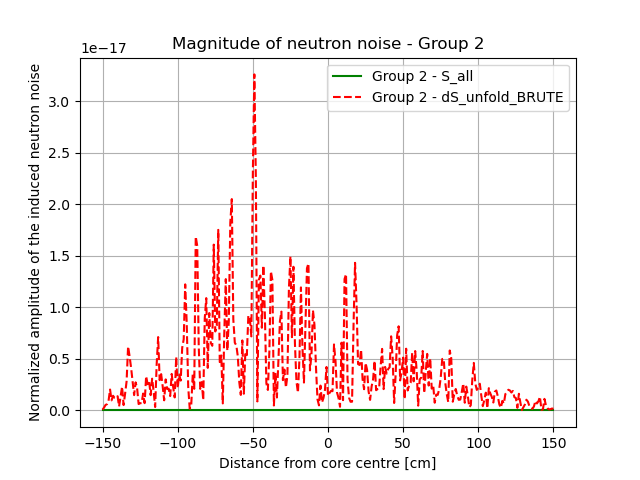 Magnitude of neutron noise - Group 2
1e−17
Group 2 - S_all
Group 2 - dS_unfold_BRUTE
Normalized amplitude of the induced neutron noise
3.0
2.5
2.0
1.5
1.0
0.5
0.0
−150
−100
−50
0
50
100
150
Distance from core centre [cm]